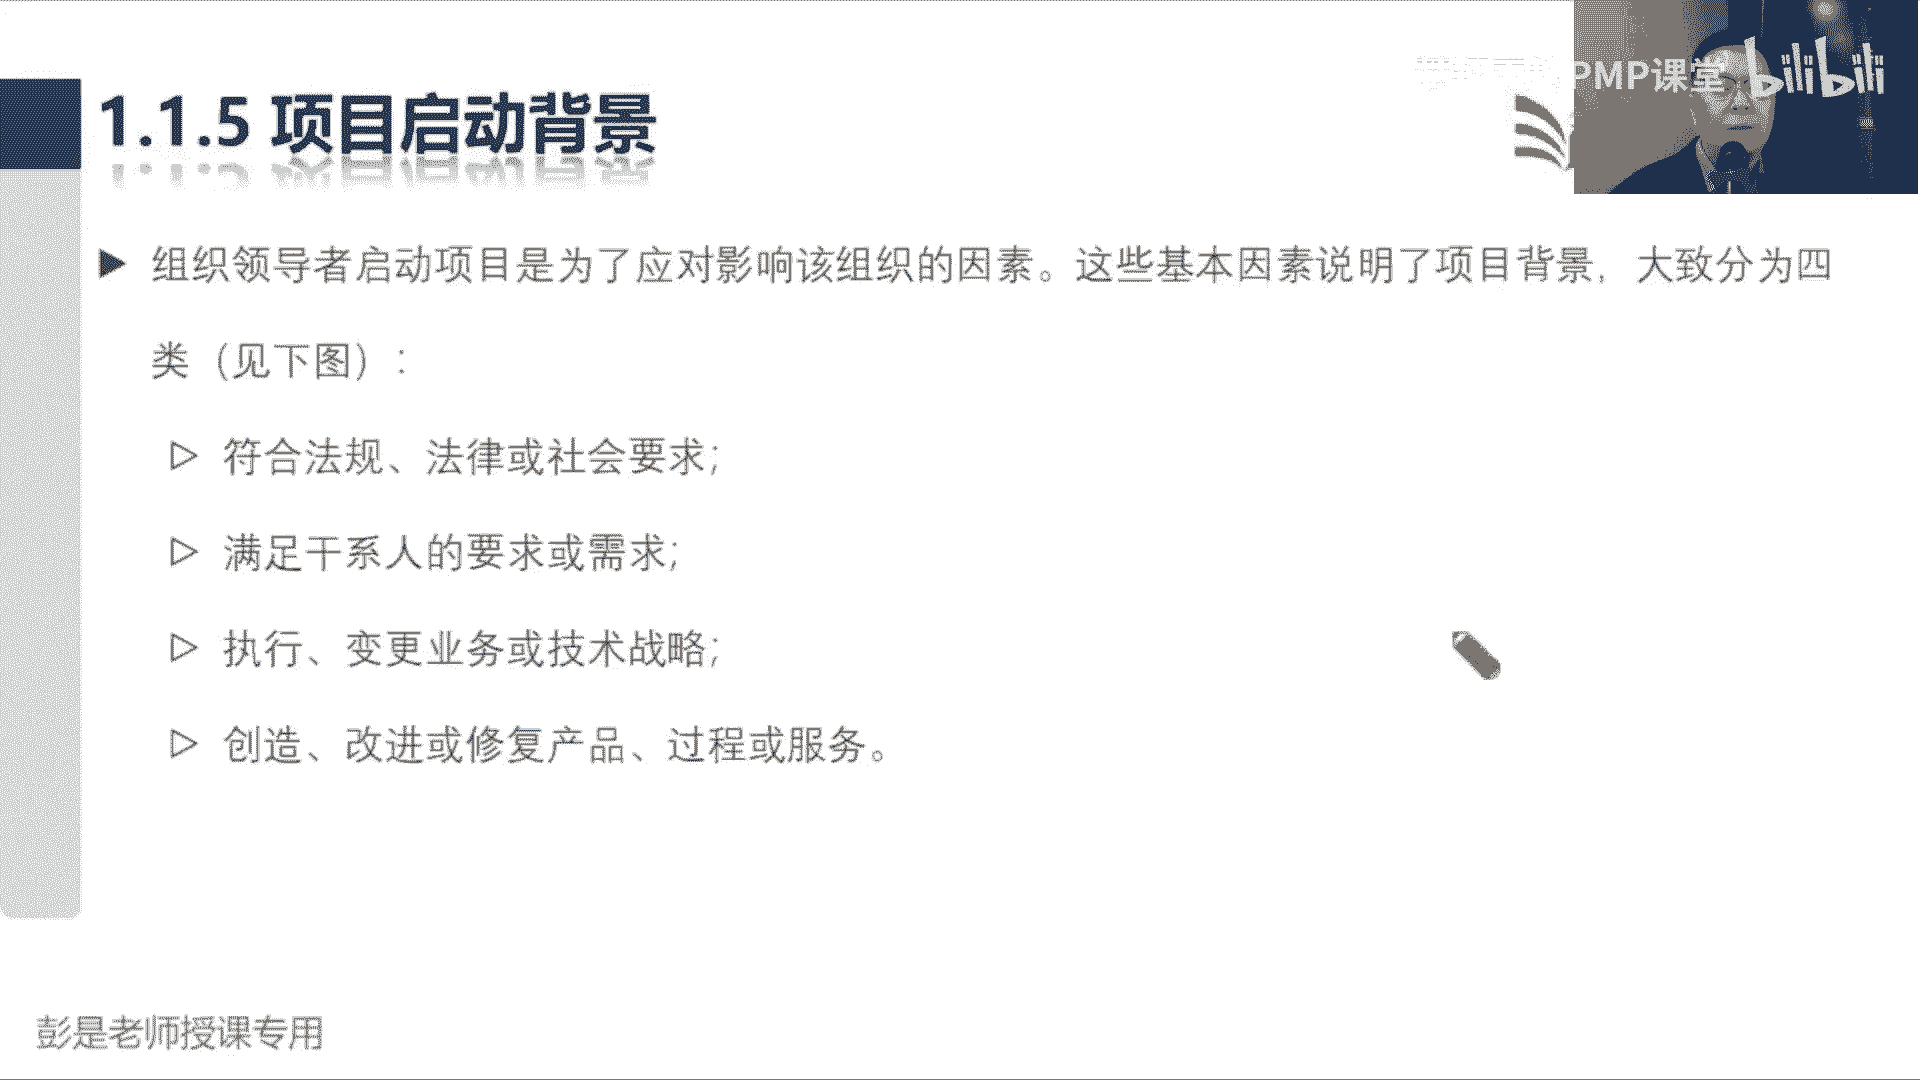 PMP课堂 bilibili
1.1.5 项目启动背景
组织领导者启动项目是为了应对影响该组织的因素。这些基本因素说明了项目背景，大致分为四
类（见下图）：
符合法规、法律或社会要求；
满足干系人的要求或需求；
执行、变更业务或技术战略；
创造、改进或修复产品、过程或服务。
彭是老师授课专用